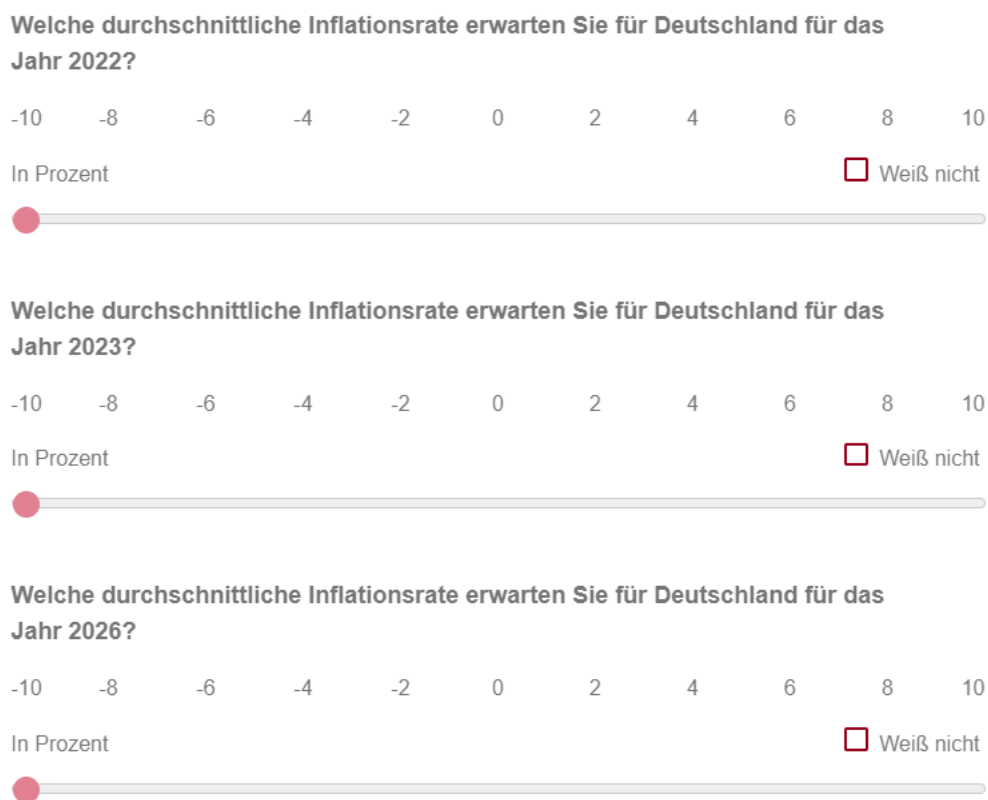 Welche durchschnittliche Inflationsrate erwarten Sie für Deutschland für das
Jahr 2022?
-10 -8 -6 -4 -2 0 2 4 6 8 10
In Prozent Weiß nicht
Welche durchschnittliche Inflationsrate erwarten Sie für Deutschland für das
Jahr 2023?
-10 -8 -6 -4 -2 0 2 4 6 8 10
In Prozent Weiß nicht
Welche durchschnittliche Inflationsrate erwarten Sie für Deutschland für das
Jahr 2026?
-10 -8 -6 -4 -2 0 2 4 6 8 10
In Prozent Weiß nicht